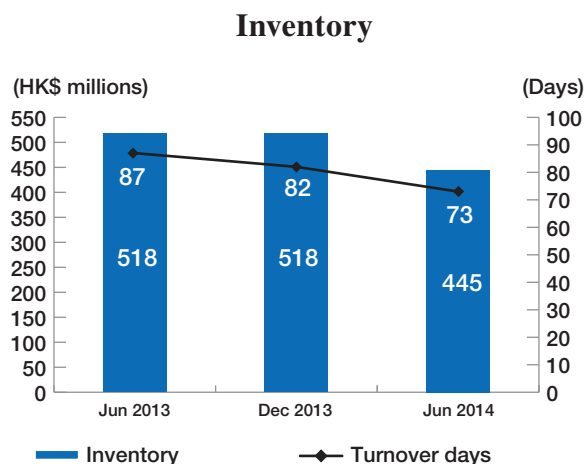 Inventory
(HK$ millions) (Days)
550 100
500 90
450 80
400 70
350 60
300 50
250 40
200 30
150 20
100 10
50 0
0
87 82 73
518 518 445
Jun 2013 Dec 2013 Jun 2014
Inventory Turnover days